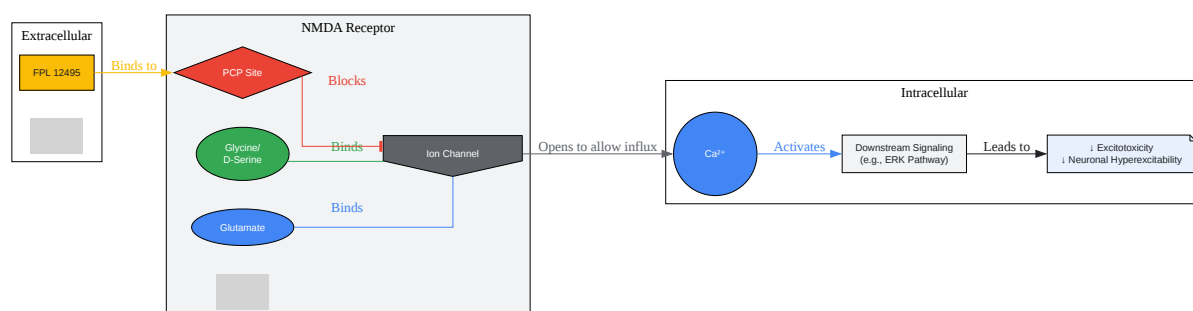 Extracellular
FPL 12495
Binds to
NMDA Receptor
PCP Site
Blocks
Glycine/
D-Serine
Binds
Ion Channel
Glutamate
Binds
Opens to allow influx
Intracellular
Ca²⁺
Activates
Downstream Signaling
(e.g., ERK Pathway)
Leads to
↓ Excitotoxicity
↓ Neuronal Hyperexcitability